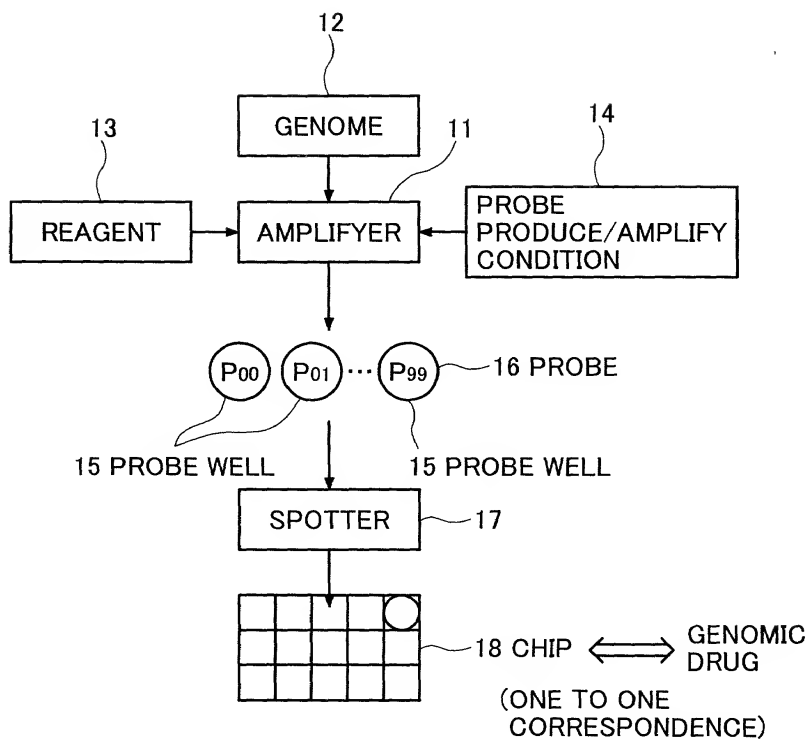 12
GENOME
13
11
14
REAGENT
AMPLIFYER
PROBE
PRODUCE/AMPLIFY
CONDITION
P00 P01 ··· P99
16 PROBE
15 PROBE WELL
15 PROBE WELL
SPOTTER
17
18 CHIP
GENOMIC
DRUG
(ONE TO ONE
CORRESPONDENCE)